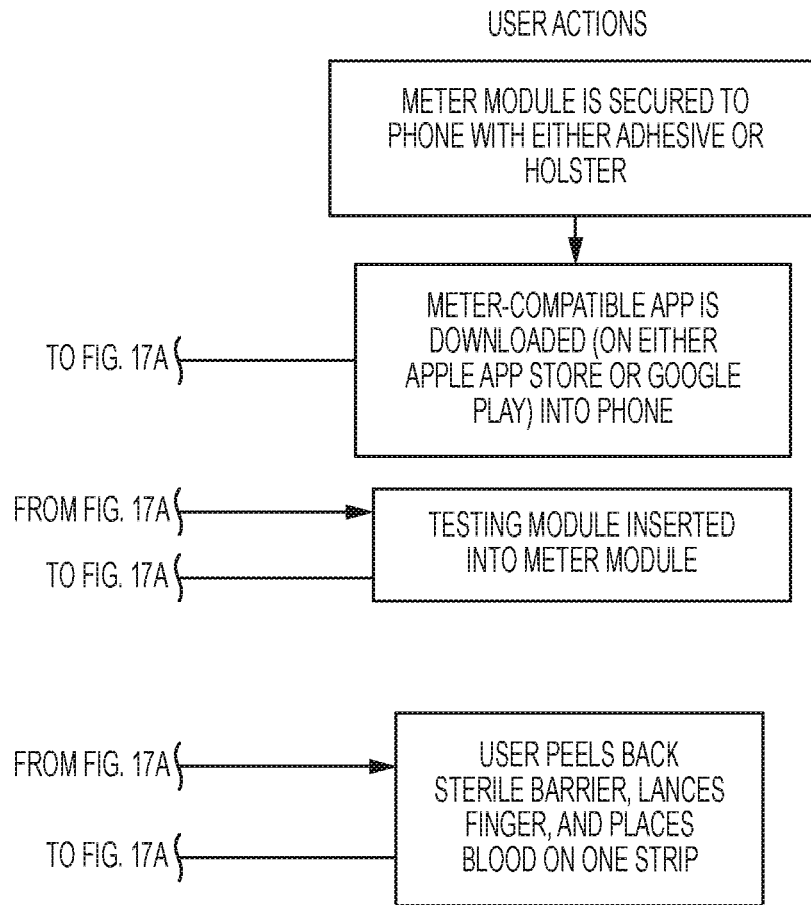 USER ACTIONS
METER MODULE IS SECURED TO
PHONE WITH EITHER ADHESIVE OR
HOLSTER
METER-COMPATIBLE APP IS
DOWNLOADED (ON EITHER
APPLE APP STORE OR GOOGLE
PLAY) INTO PHONE
TO FIG. 17A
FROM FIG. 17A
TESTING MODULE INSERTED
INTO METER MODULE
TO FIG. 17A
FROM FIG. 17A
USER PEELS BACK
STERILE BARRIER, LANCES
FINGER, AND PLACES
BLOOD ON ONE STRIP
TO FIG. 17A